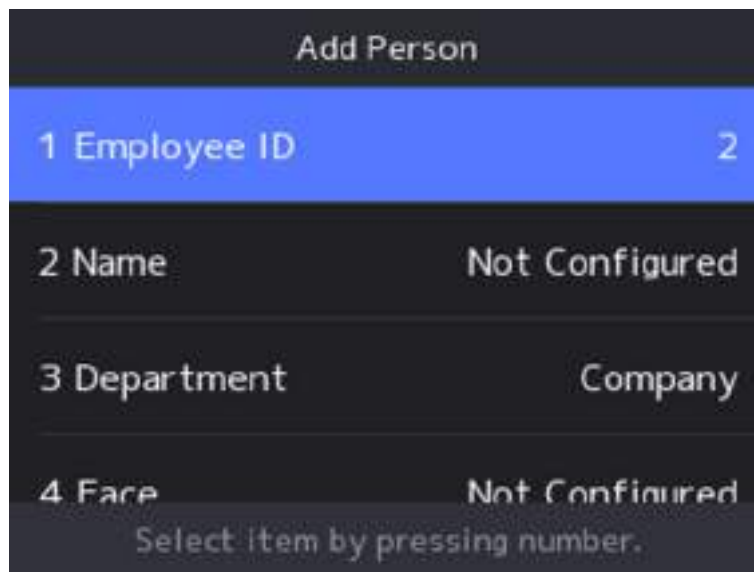 Add Person
1 Employee ID 2
2 Name Not Configured
3 Department Company
4 Face Not Configured
Select item by pressing number.